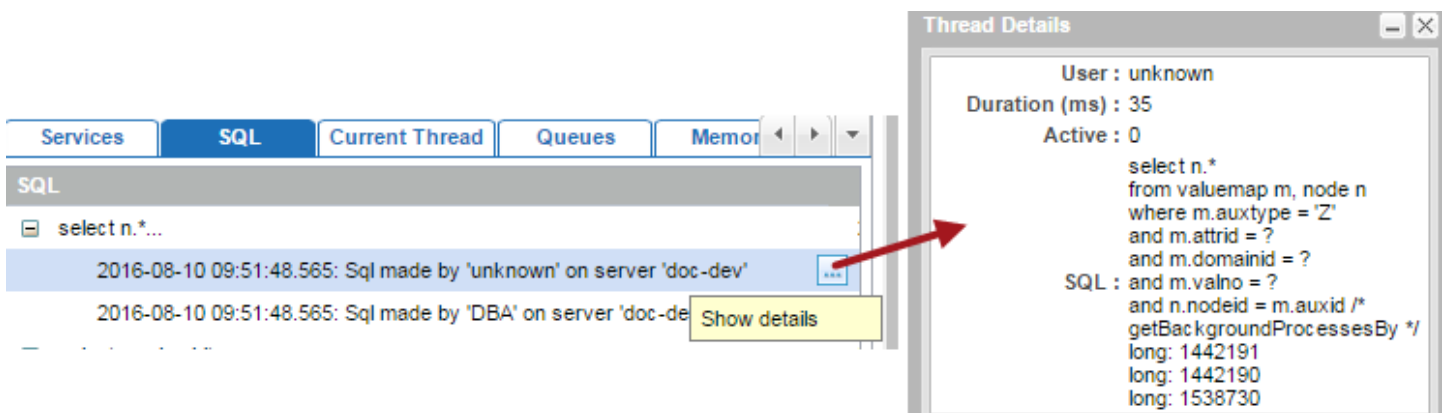 Services SQL Current Thread Queues Memor
SQL
select n.*...
2016-08-10 09:51:48.565: Sql made by 'unknown' on server 'doc-dev'
...
2016-08-10 09:51:48.565: Sql made by 'DBA' on server 'doc-de
Show details
Thread Details
User : unknown
Duration (ms) : 35
Active : 0
select n.*
from valuemap m, node n
where m.auxtype = 'Z'
and m.attrid = ?
and m.domainid = ?
SQL : and m.valno = ?
and n.nodeid = m.auxid /*
getBackgroundProcessesBy */
long: 1442191
long: 1442190
long: 1538730